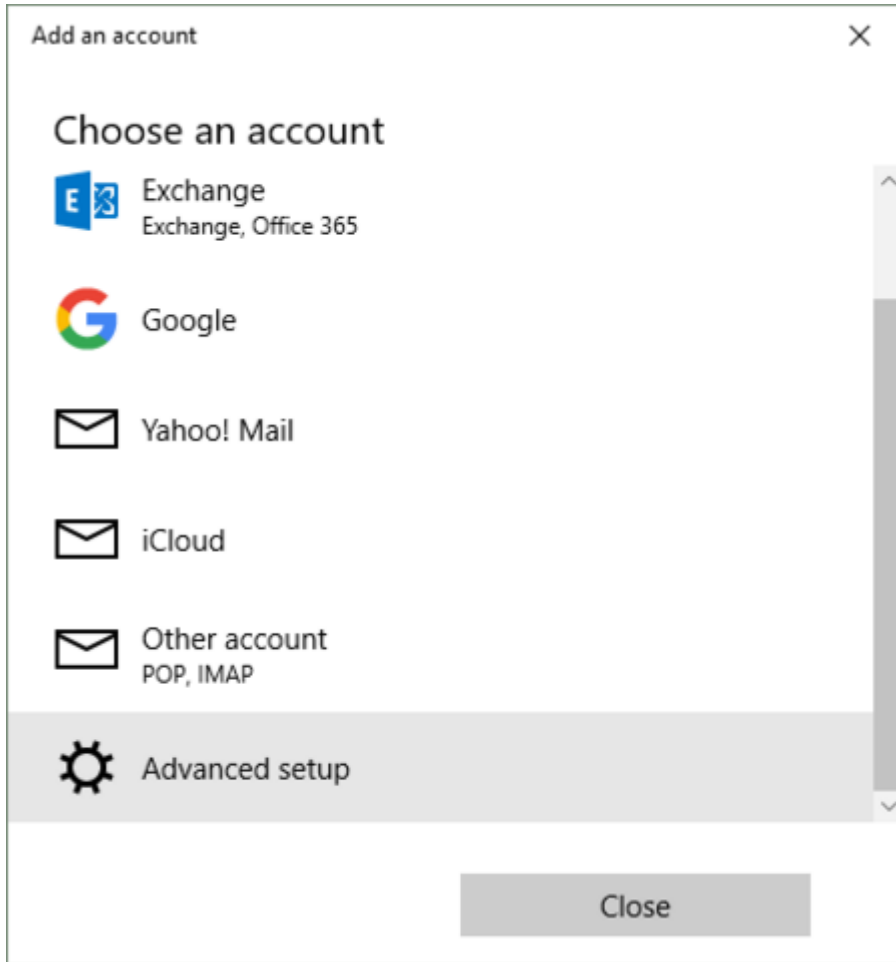 Add an account
Choose an account
E
Exchange
Exchange, Office 365
Google
Yahoo! Mail
iCloud
Other account
POP, IMAP
Advanced setup
Close